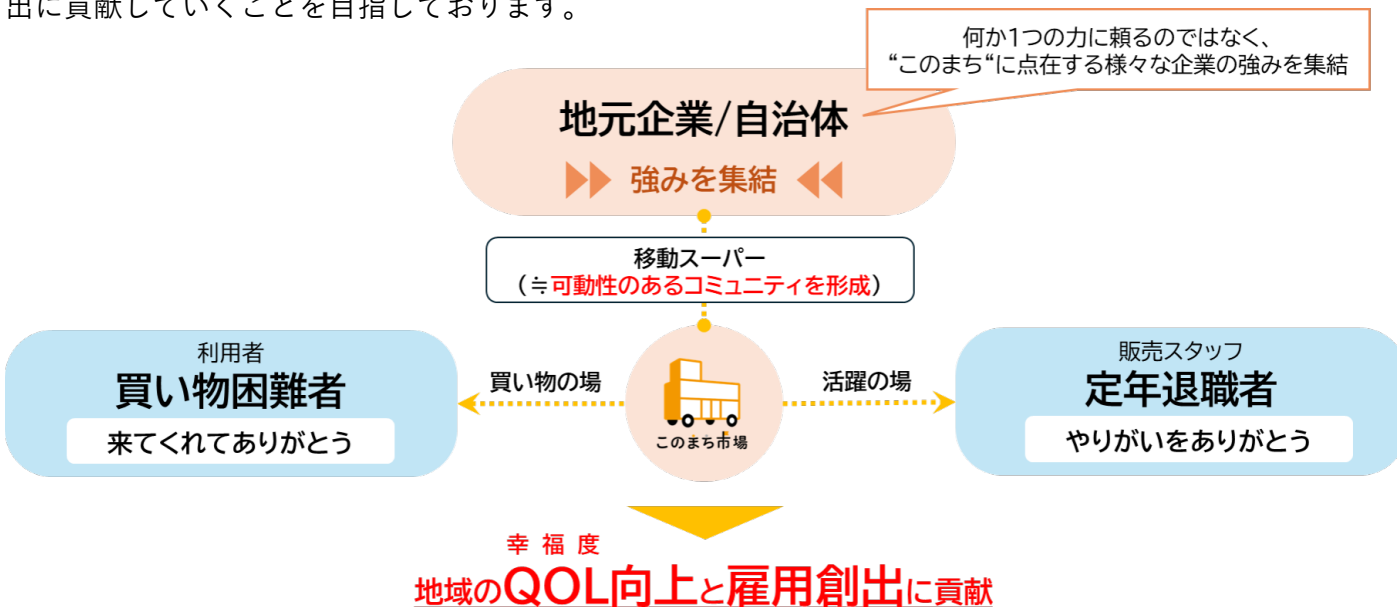 出に貢献していくことを目指しております。
何か1つの力に頼るのではなく、
“このまち“に点在する様々な企業の強みを集結
地元企業/自治体
強みを集結
移動スーパー
（≒可動性のあるコミュニティを形成）
利用者
買い物困難者
来てくれてありがとう
買い物の場
このまち市場
活躍の場
販売スタッフ
定年退職者
やりがいをありがとう
幸福度
地域のQOL向上と雇用創出に貢献